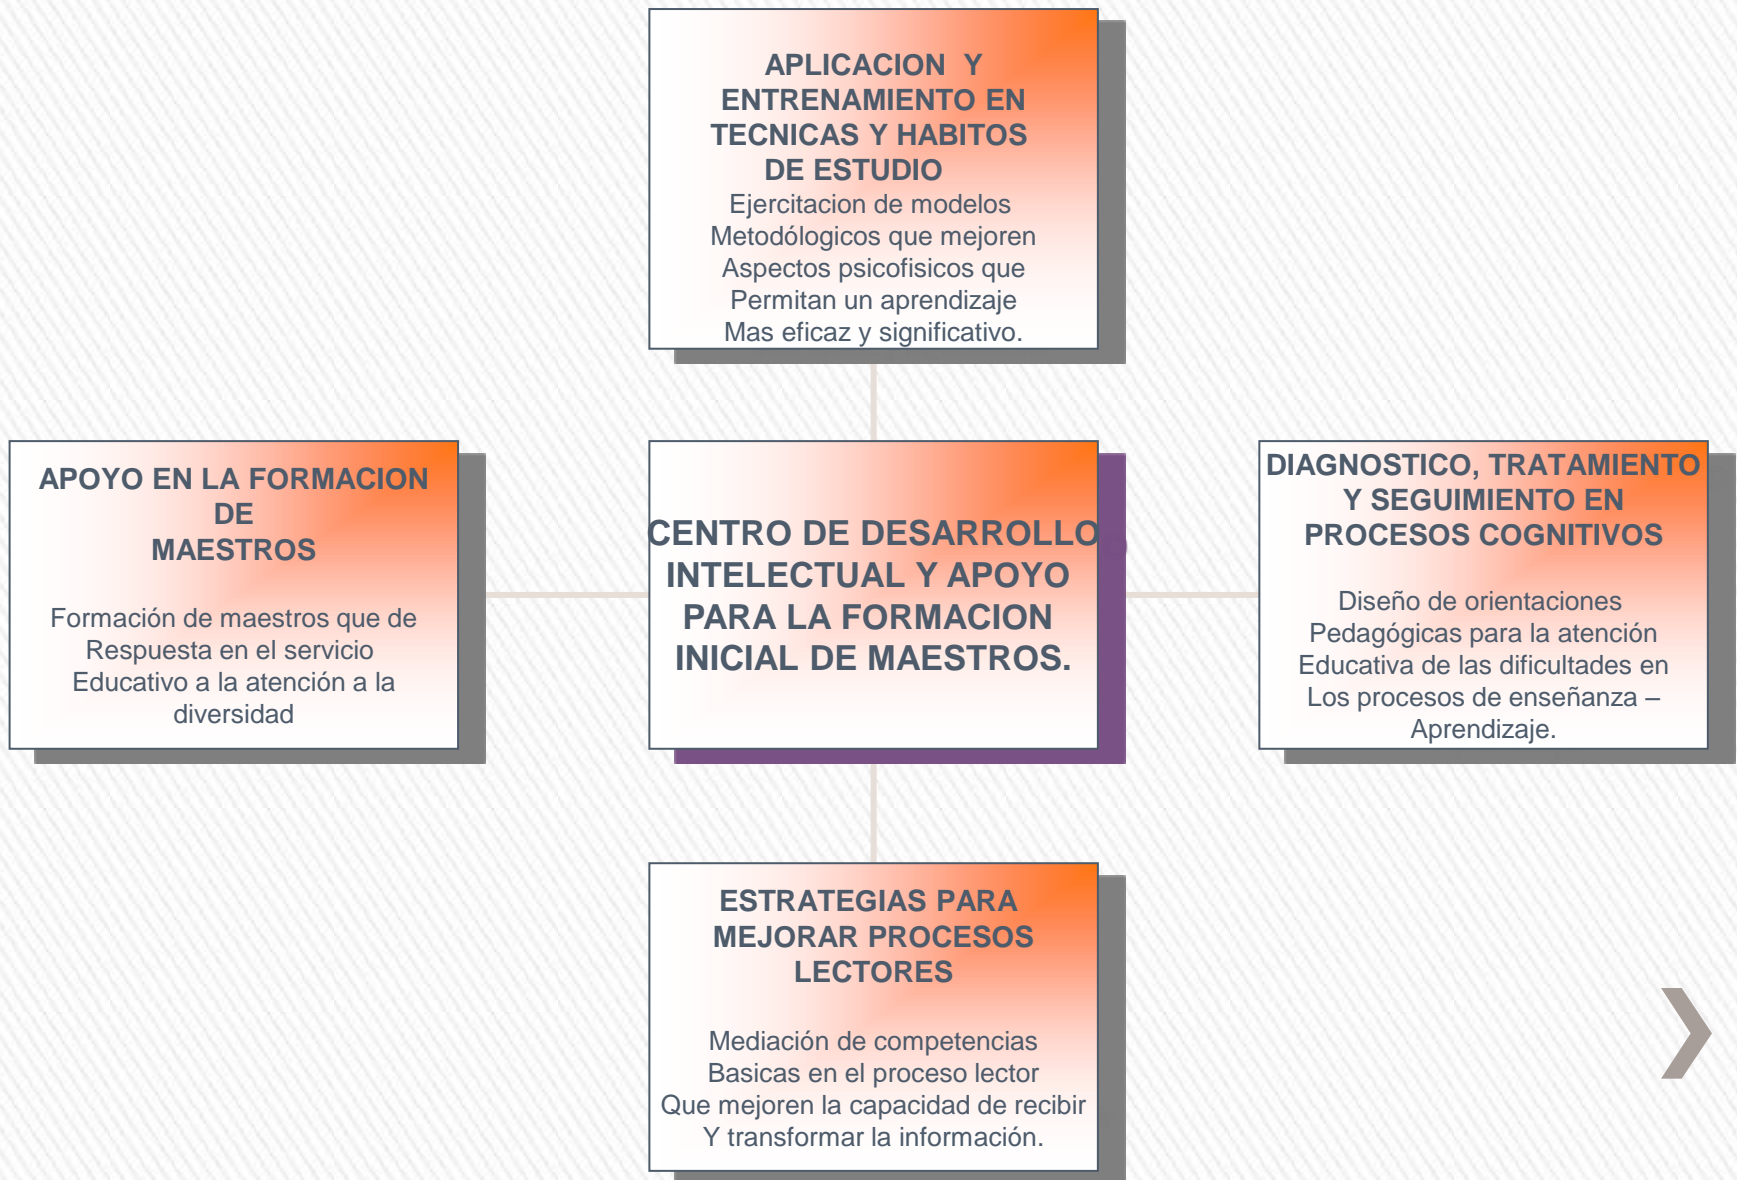 APLICACION  Y
ENTRENAMIENTO EN
TECNICAS Y HABITOS
DE ESTUDIO
Ejercitacion de modelos
Metodólogicos que mejoren
Aspectos psicofisicos que
Permitan un aprendizaje
Mas eficaz y significativo.
APOYO EN LA FORMACION
DE
MAESTROS
Formación de maestros que de
Respuesta en el servicio
Educativo a la atención a la
diversidad
CENTRO DE DESARROLLO
INTELECTUAL Y APOYO
PARA LA FORMACION
INICIAL DE MAESTROS.
DIAGNOSTICO, TRATAMIENTO
Y SEGUIMIENTO EN
PROCESOS COGNITIVOS
Diseño de orientaciones
Pedagógicas para la atención
Educativa de las dificultades en
Los procesos de enseñanza –
Aprendizaje.
ESTRATEGIAS PARA
MEJORAR PROCESOS
LECTORES
Mediación de competencias
Basicas en el proceso lector
Que mejoren la capacidad de recibir
Y transformar la información.